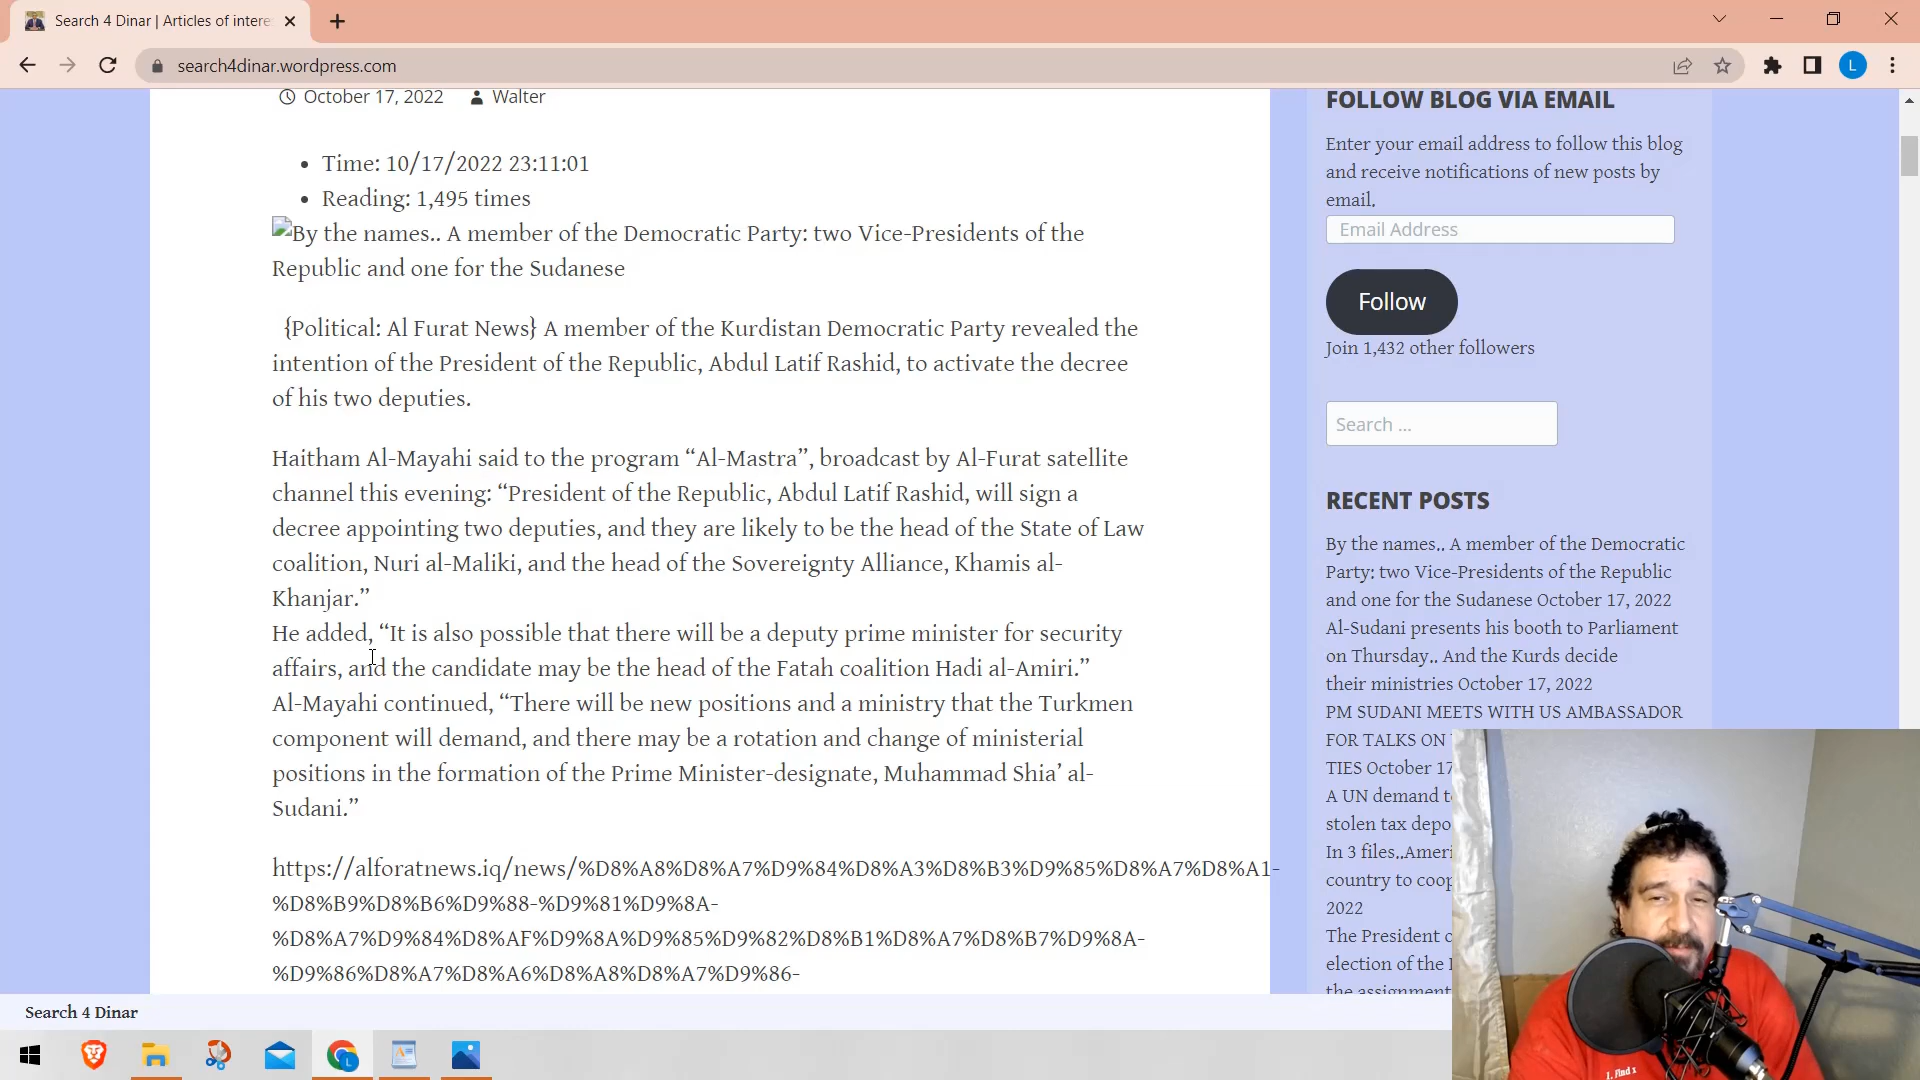 Search 4 Dinar | Articles of intere
search4dinar.wordpress.com
L
October 17, 2022 Walter
Time: 10/17/2022 23:11:01
Reading: 1,495 times
By the names.. A member of the Democratic Party: two Vice-Presidents of the
Republic and one for the Sudanese
{Political: Al Furat News} A member of the Kurdistan Democratic Party revealed the
intention of the President of the Republic, Abdul Latif Rashid, to activate the decree
of his two deputies.
Haitham Al-Mayahi said to the program “Al-Mastra”, broadcast by Al-Furat satellite
channel this evening: “President of the Republic, Abdul Latif Rashid, will sign a
decree appointing two deputies, and they are likely to be the head of the State of Law
coalition, Nuri al-Maliki, and the head of the Sovereignty Alliance, Khamis al-
Khanjar.”
He added, “It is also possible that there will be a deputy prime minister for security
affairs, and the candidate may be the head of the Fatah coalition Hadi al-Amiri.”
Al-Mayahi continued, “There will be new positions and a ministry that the Turkmen
component will demand, and there may be a rotation and change of ministerial
positions in the formation of the Prime Minister-designate, Muhammad Shia’ al-
Sudani.”
https://alforatnews.iq/news/%D8%A8%D8%A7%D9%84%D8%A3%D8%B3%D9%85%D8%A7%D8%A1-
%D8%B9%D8%B6%D9%88-%D9%81%D9%8A-
%D8%A7%D9%84%D8%AF%D9%8A%D9%85%D9%82%D8%B1%D8%A7%D8%B7%D9%8A-
%D9%86%D8%A7%D8%A6%D8%A8%D8%A7%D9%86-
FOLLOW BLOG VIA EMAIL
Enter your email address to follow this blog
and receive notifications of new posts by
email.
Email Address
Follow
Join 1,432 other followers
Search ...
RECENT POSTS
By the names.. A member of the Democratic
Party: two Vice-Presidents of the Republic
and one for the Sudanese October 17, 2022
Al-Sudani presents his booth to Parliament
on Thursday.. And the Kurds decide
their ministries October 17, 2022
PM SUDANI MEETS WITH US AMBASSADOR
FOR TALKS ON
TIES October 17
A UN demand t
stolen tax depo
In 3 files..Ameri
country to coop
2022
The President o
election of the
the assignment
Search 4 Dinar
1. Find x